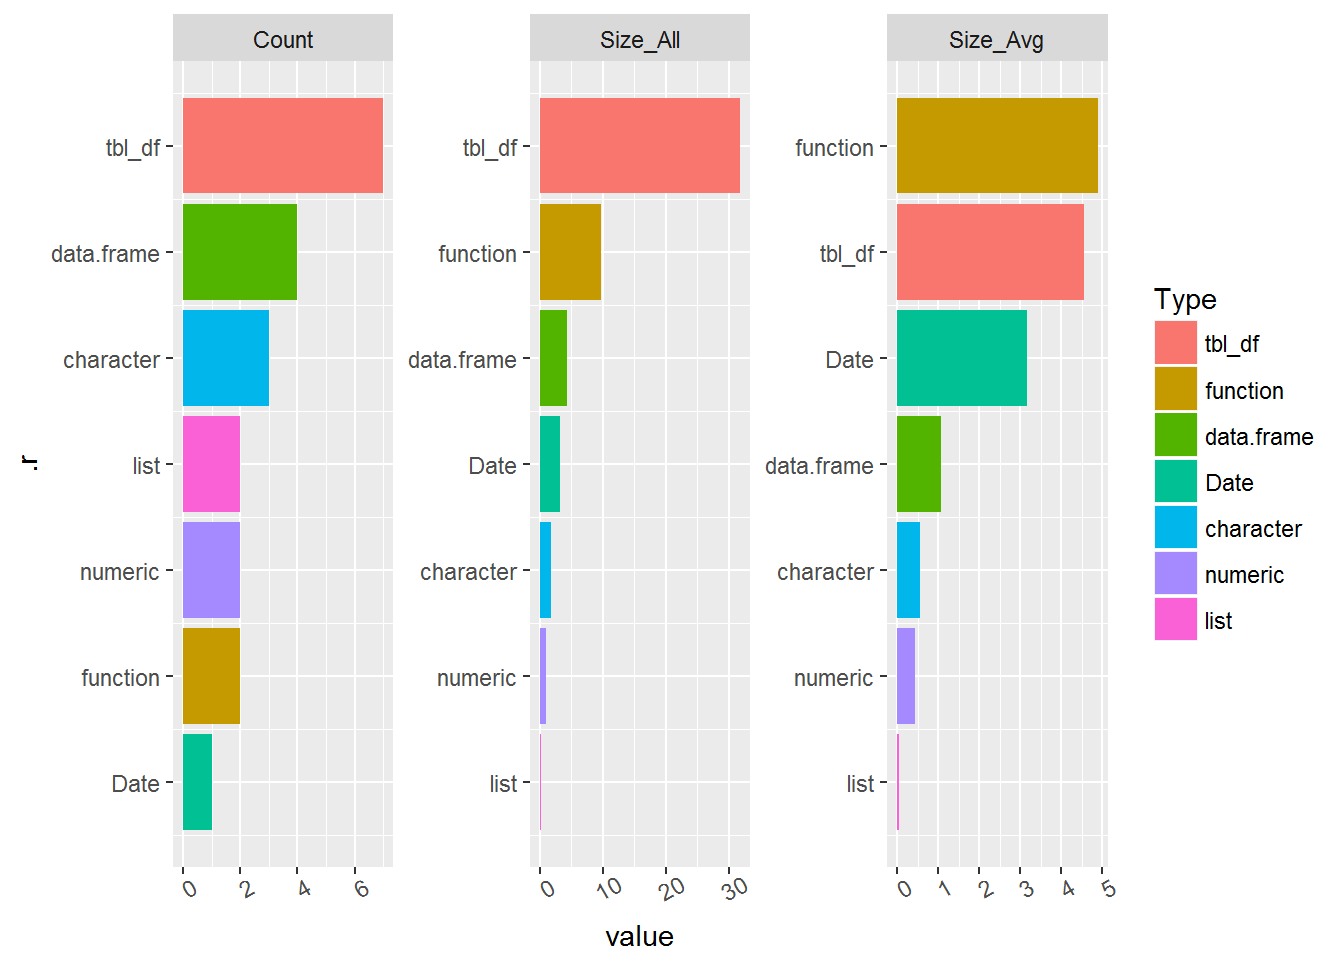 Count
Size_All
Size_Avg
.r
tbl_df
data.frame
character
list
numeric
function
Date
0 2 4 6
tbl_df
function
data.frame
Date
character
numeric
list
0 10 20 30
function
tbl_df
Date
data.frame
character
numeric
list
0 1 2 3 4 5
value
Type
tbl_df
function
data.frame
Date
character
numeric
list